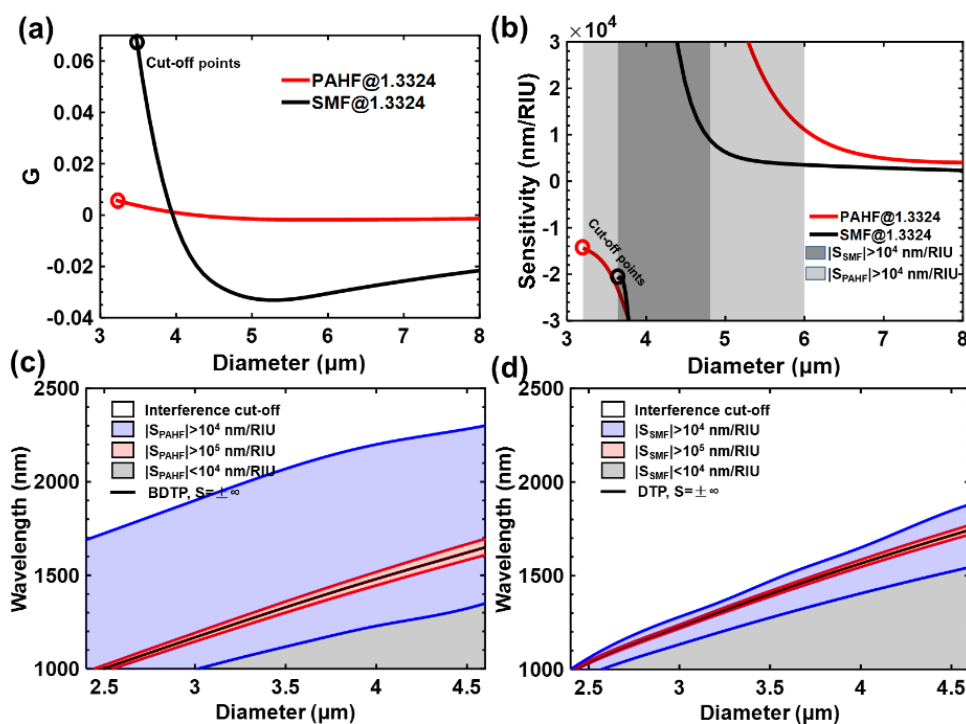 (a)
0.06
0.04
0.02
0
-0.02
-0.04
G
Cut-off points
PAHF@1.3324
SMF@1.3324
3 4 5 6 7 8
Diameter (μm)
(b)
×10⁴
3
2
1
0
-1
-2
-3
Sensitivity (nm/RIU)
Cut-off points
PAHF@1.3324
SMF@1.3324
|S_SMF|>10⁴ nm/RIU
|S_PAHF|>10⁴ nm/RIU
3 4 5 6 7 8
Diameter (μm)
(c)
2500
2000
1500
1000
Wavelength (nm)
Interference cut-off
|S_PAHF|>10⁴ nm/RIU
|S_PAHF|>10⁵ nm/RIU
|S_PAHF|<10⁴ nm/RIU
BDTP, S=±∞
2.5 3 3.5 4 4.5
Diameter (μm)
(d)
2500
2000
1500
1000
Wavelength (nm)
Interference cut-off
|S_SMF|>10⁴ nm/RIU
|S_SMF|>10⁵ nm/RIU
|S_SMF|<10⁴ nm/RIU
DTP, S=±∞
2.5 3 3.5 4 4.5
Diameter (μm)